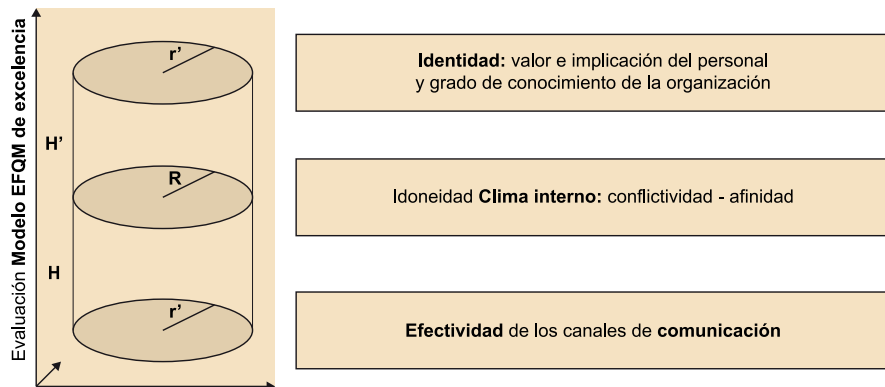 Evaluación Modelo EFQM de excelencia
r’
H’
R
H
r’
Identidad: valor e implicación del personal
y grado de conocimiento de la organización
Idoneidad Clima interno: conflictividad - afinidad
Efectividad de los canales de comunicación